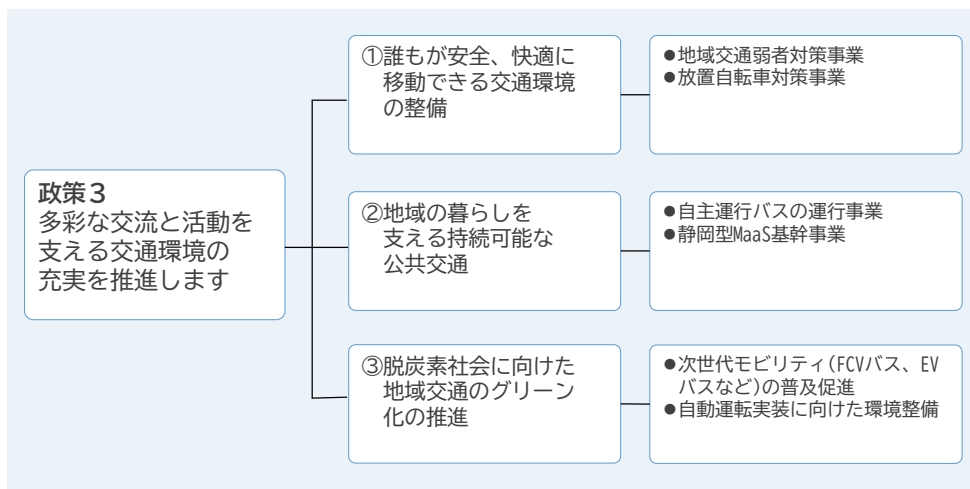 政策３
多彩な交流と活動を
支える交通環境の
充実を推進します
①誰もが安全、快適に
移動できる交通環境
の整備
●地域交通弱者対策事業
●放置自転車対策事業
②地域の暮らしを
支える持続可能な
公共交通
●自主運行バスの運行事業
●静岡型MaaS基幹事業
③脱炭素社会に向けた
地域交通のグリーン
化の推進
●次世代モビリティ(FCVバス、EV
バスなど)の普及促進
●自動運転実装に向けた環境整備